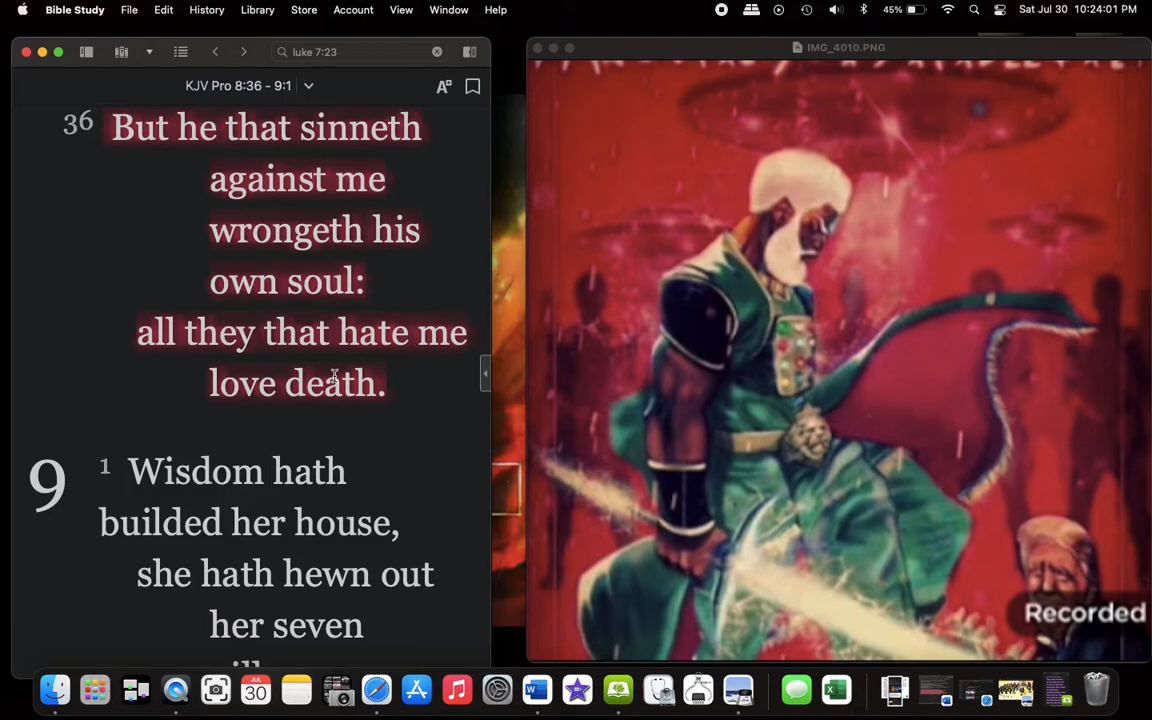 Bible Study File Edit History Library Store Account View Window Help 45% Sat Jul 30 10:24:01 PM
luke 7:23
IMG_4010.PNG
KJV Pro 8:36 - 9:1
36 But he that sinneth
against me
wrongeth his
own soul:
all they that hate me
love death.
9 1 Wisdom hath
builded her house,
she hath hewn out
her seven
Recorded
JUL
30